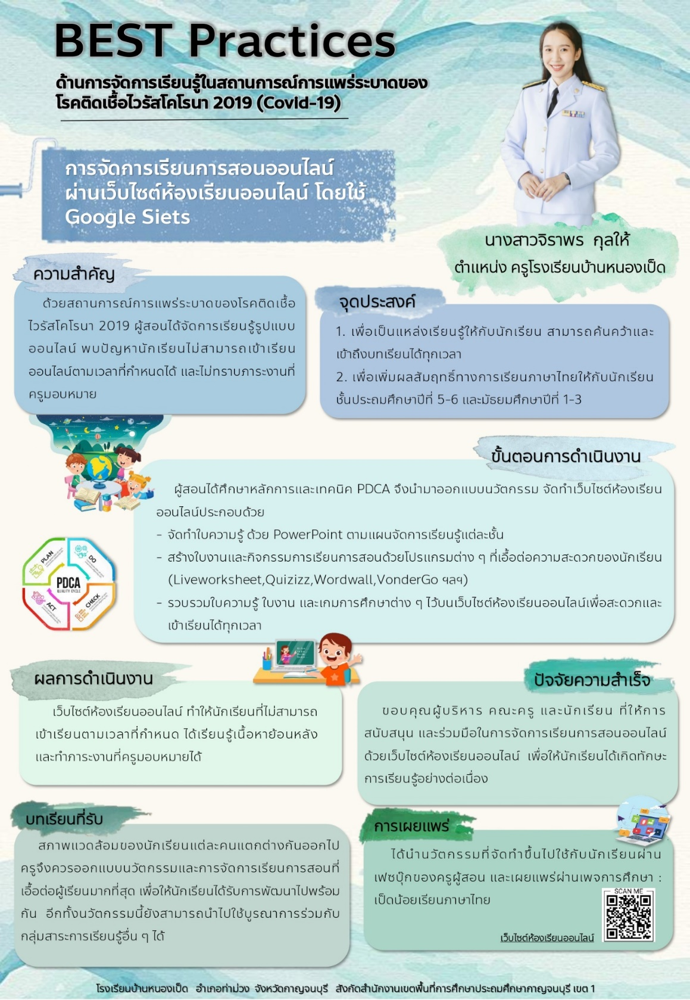 BEST Practices
ด้านการจัดการเรียนรู้ในสถานการณ์การแพร่ระบาดของ
โรคติดเชื้อไวรัสโคโรนา 2019 (Covid-19)
การจัดการเรียนการสอนออนไลน์
ผ่านเว็บไซต์ห้องเรียนออนไลน์ โดยใช้
Google Siets
นางสาวจิราพร กุลให้
ตำแหน่ง ครูโรงเรียนบ้านหนองเป็ด
ความสำคัญ
ด้วยสถานการณ์การแพร่ระบาดของโรคติดเชื้อ
ไวรัสโคโรนา 2019 ผู้สอนได้จัดการเรียนรู้รูปแบบ
ออนไลน์ พบปัญหานักเรียนไม่สามารถเข้าเรียน
ออนไลน์ตามเวลาที่กำหนดได้ และไม่ทราบภาระงานที่
ครูมอบหมาย
จุดประสงค์
1. เพื่อเป็นแหล่งเรียนรู้ให้กับนักเรียน สามารถค้นคว้าและ
เข้าถึงบทเรียนได้ทุกเวลา
2. เพื่อเพิ่มผลสัมฤทธิ์ทางการเรียนภาษาไทยให้กับนักเรียน
ชั้นประถมศึกษาปีที่ 5-6 และมัธยมศึกษาปีที่ 1-3
ขั้นตอนการดำเนินงาน
ผู้สอนได้ศึกษาหลักการและเทคนิค PDCA จึงนำมาออกแบบนวัตกรรม จัดทำเว็บไซต์ห้องเรียน
ออนไลน์ประกอบด้วย
- จัดทำใบความรู้ ด้วย PowerPoint ตามแผนจัดการเรียนรู้แต่ละชั้น
- สร้างใบงานและกิจกรรมการเรียนการสอนด้วยโปรแกรมต่าง ๆ ที่เอื้อต่อความสะดวกของนักเรียน
(Liveworksheet,Quizizz,Wordwall,VonderGo ฯลฯ)
- รวบรวมใบความรู้ ใบงาน และเกมการศึกษาต่าง ๆ ไว้บนเว็บไซต์ห้องเรียนออนไลน์เพื่อสะดวกและ
เข้าเรียนได้ทุกเวลา
PLAN
DO
PDCA
QUALITY CYCLE
ACT
CHECK
ผลการดำเนินงาน
เว็บไซต์ห้องเรียนออนไลน์ ทำให้นักเรียนที่ไม่สามารถ
เข้าเรียนตามเวลาที่กำหนด ได้เรียนรู้เนื้อหาย้อนหลัง
และทำภาระงานที่ครูมอบหมายได้
ปัจจัยความสำเร็จ
ขอบคุณผู้บริหาร คณะครู และนักเรียน ที่ให้การ
สนับสนุน และร่วมมือในการจัดการเรียนการสอนออนไลน์
ด้วยเว็บไซต์ห้องเรียนออนไลน์ เพื่อให้นักเรียนได้เกิดทักษะ
การเรียนรู้อย่างต่อเนื่อง
บทเรียนที่รับ
สภาพแวดล้อมของนักเรียนแต่ละคนแตกต่างกันออกไป
ครูจึงควรออกแบบนวัตกรรมและการจัดการเรียนการสอนที่
เอื้อต่อผู้เรียนมากที่สุด เพื่อให้นักเรียนได้รับการพัฒนาไปพร้อม
กัน อีกทั้งนวัตกรรมนี้ยังสามารถนำไปใช้บูรณาการร่วมกับ
กลุ่มสาระการเรียนรู้อื่น ๆ ได้
การเผยแพร่
ได้นำนวัตกรรมที่จัดทำขึ้นไปใช้กับนักเรียนผ่าน
เฟซบุ๊กของครูผู้สอน และเผยแพร่ผ่านเพจการศึกษา :
เป็ดน้อยเรียนภาษาไทย
SCAN ME
เว็บไซต์ห้องเรียนออนไลน์
โรงเรียนบ้านหนองเป็ด อำเภอท่าม่วง จังหวัดกาญจนบุรี สังกัดสำนักงานเขตพื้นที่การศึกษาประถมศึกษากาญจนบุรี เขต 1